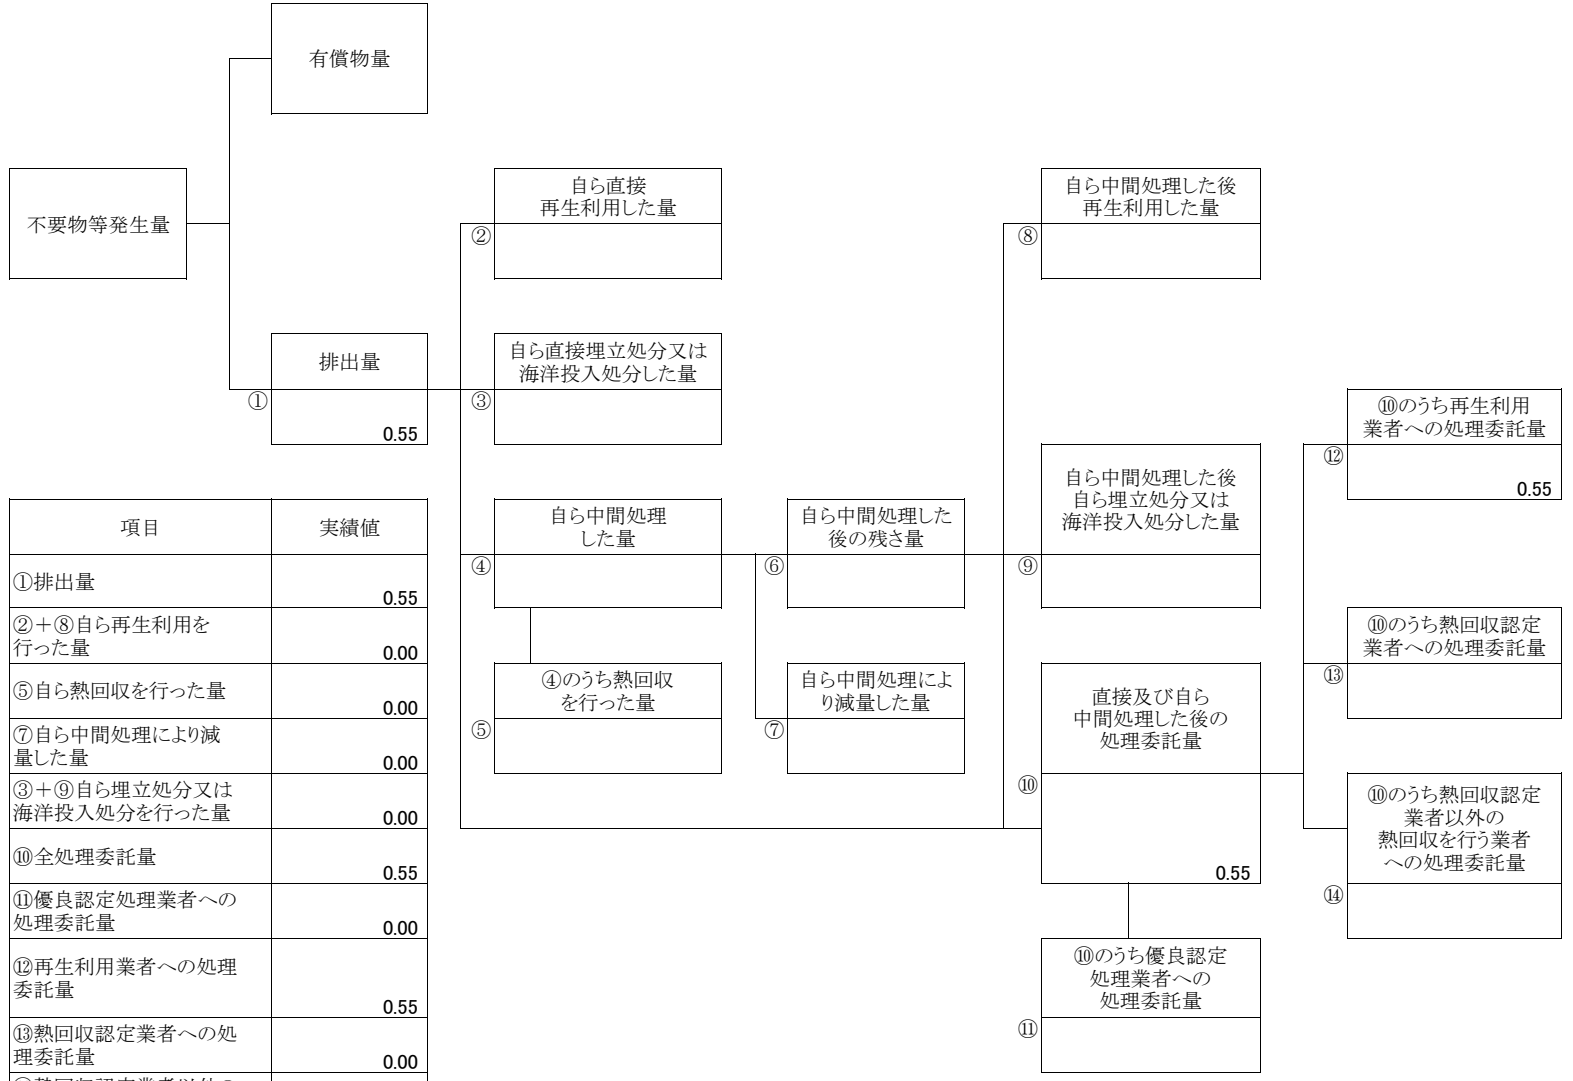 有償物量
不要物等発生量
自ら直接
再生利用した量
②
自ら中間処理した後
再生利用した量
⑧
排出量
①
0.55
自ら直接埋立処分又は
海洋投入処分した量
③
⑩のうち再生利用
業者への処理委託量
⑫
0.55
自ら中間処理
した量
④
自ら中間処理した
後の残さ量
⑥
自ら中間処理した後
自ら埋立処分又は
海洋投入処分した量
⑨
④のうち熱回収
を行った量
⑤
自ら中間処理によ
り減量した量
⑦
直接及び自ら
中間処理した後の
処理委託量
⑩
0.55
⑩のうち熱回収認定
業者への処理委託量
⑬
⑩のうち熱回収認定
業者以外の
熱回収を行う業者
への処理委託量
⑭
⑩のうち優良認定
処理業者への
処理委託量
⑪
項目 実績値
①排出量
0.55
②+⑧自ら再生利用を
行った量
0.00
⑤自ら熱回収を行った量
0.00
⑦自ら中間処理により減
量した量
0.00
③+⑨自ら埋立処分又は
海洋投入処分を行った量
0.00
⑩全処理委託量
0.55
⑪優良認定処理業者への
処理委託量
0.00
⑫再生利用業者への処理
委託量
0.55
⑬熱回収認定業者への処
理委託量
0.00